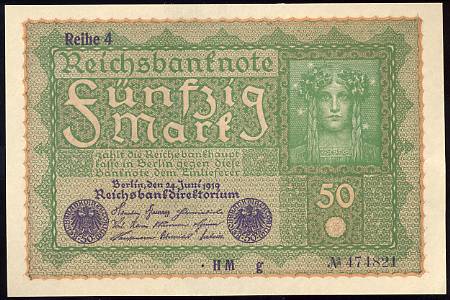 Reihe 4
Reichsbanknote
Fünfzig
Mark
zahlt die Reichsbankhaupt
kasse in Berlin gegen diese
Banknote dem Einlieferer
Berlin, den 24. Juni 1919
Reichsbankdirektorium
50
· HM g
№ 474821